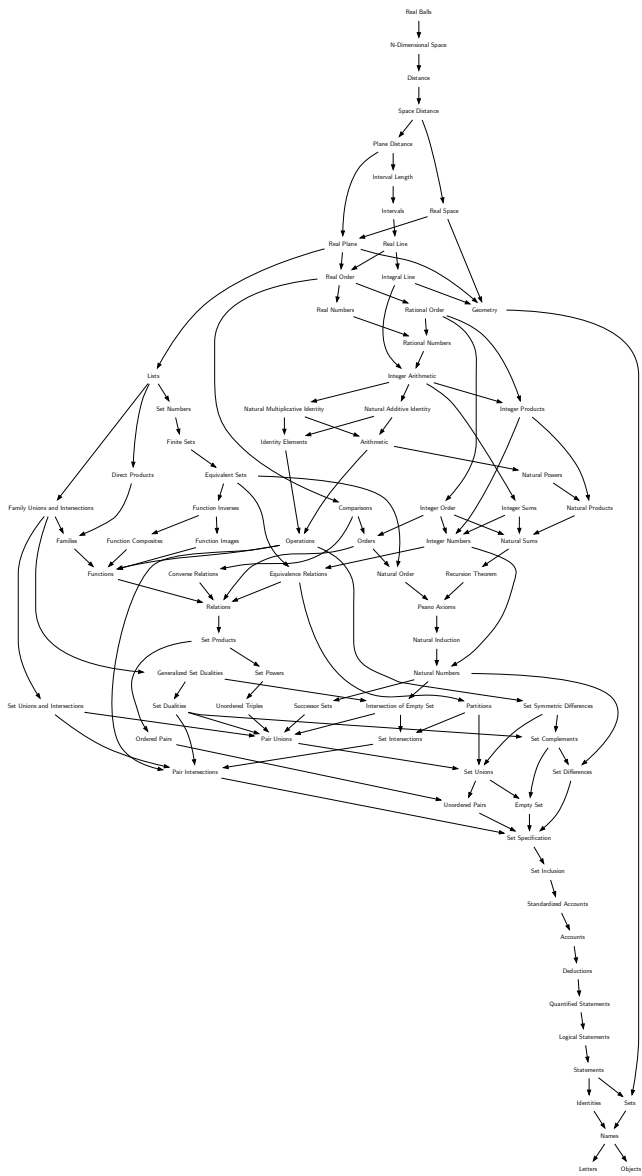 Real Balls
N-Dimensional Space
Distance
Space Distance
Plane Distance
Interval Length
Intervals Real Space
Real Plane Real Line
Real Order Integral Line
Real Numbers Rational Order Geometry
Rational Numbers
Lists Integer Arithmetic
Set Numbers Natural Multiplicative Identity Natural Additive Identity Integer Products
Finite Sets Identity Elements Arithmetic
Direct Products Equivalent Sets Natural Powers
Family Unions and Intersections Function Inverses Comparisons Integer Order Integer Sums Natural Products
Families Function Composites Function Images Operations Orders Integer Numbers Natural Sums
Functions Converse Relations Equivalence Relations Natural Order Recursion Theorem
Relations Peano Axioms
Set Products Natural Induction
Generalized Set Dualities Set Powers Natural Numbers
Set Unions and Intersections Set Dualities Unordered Triples Successor Sets Intersection of Empty Set Partitions Set Symmetric Differences
Ordered Pairs Pair Unions Set Intersections Set Complements
Pair Intersections Set Unions Set Differences
Unordered Pairs Empty Set
Set Specification
Set Inclusion
Standardized Accounts
Accounts
Deductions
Quantified Statements
Logical Statements
Statements
Identities Sets
Names
Letters Objects